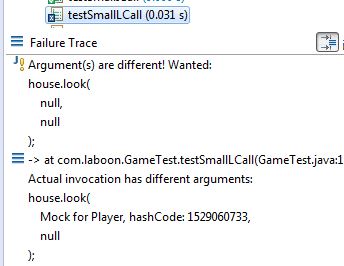 testSmallLCall (0.031 s)
Failure Trace
Argument(s) are different! Wanted:
house.look(
null,
null
);
-> at com.laboon.GameTest.testSmallLCall(GameTest.java:1
Actual invocation has different arguments:
house.look(
Mock for Player, hashCode: 1529060733,
null
);